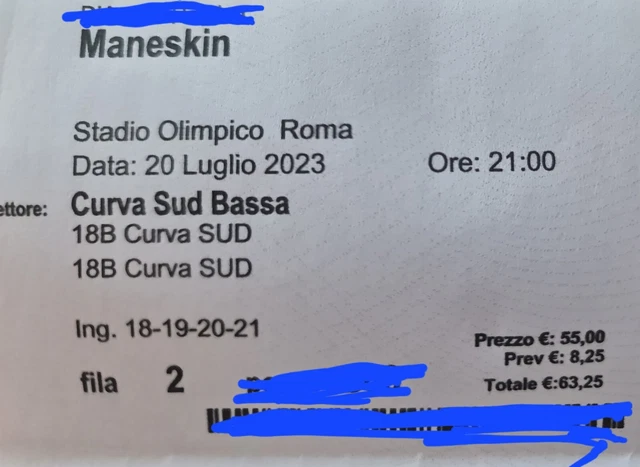 Maneskin
Stadio Olimpico Roma
Data: 20 Luglio 2023 Ore: 21:00
ettore: Curva Sud Bassa
18B Curva SUD
18B Curva SUD
Ing. 18-19-20-21
Prezzo €: 55,00
Prev €: 8,25
fila 2
Totale €:63,25